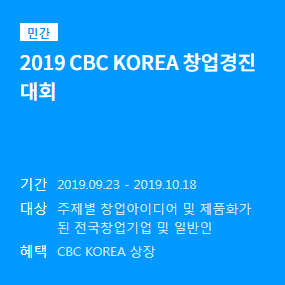 민간
2019 CBC KOREA 창업경진
대회
기간 2019.09.23 - 2019.10.18
대상 주제별 창업아이디어 및 제품화가
된 전국창업기업 및 일반인
혜택 CBC KOREA 상장